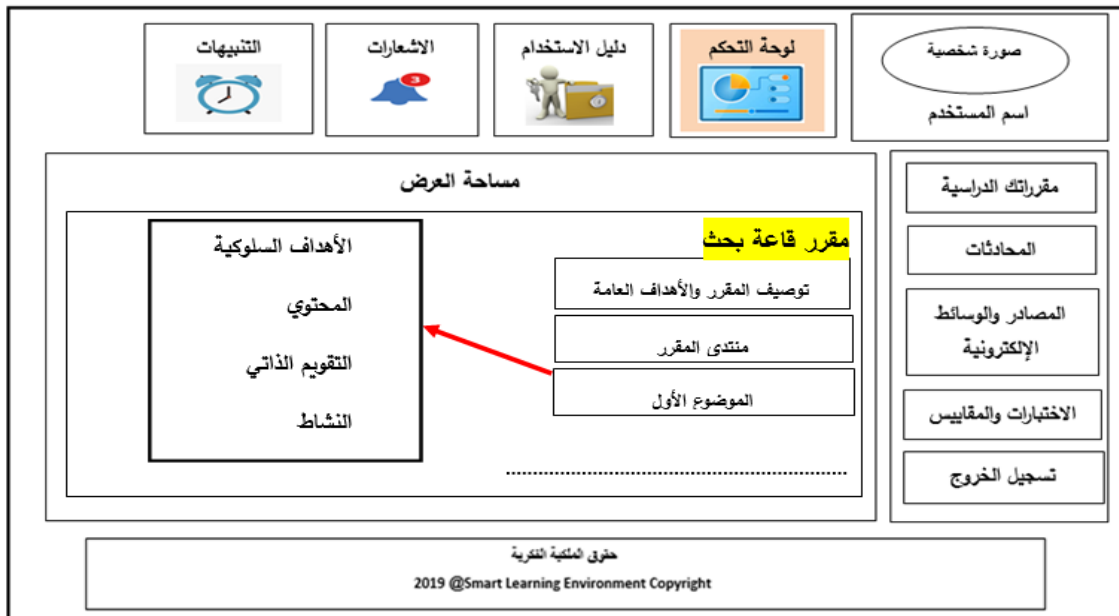 صورة شخصية
اسم المستخدم
لوحة التحكم
دليل الاستخدام
الاشعارات
3
التنبيهات
مقرراتك الدراسية
المحادثات
المصادر والوسائط
الإلكترونية
الاختبارات والمقاييس
تسجيل الخروج
مساحة العرض
مقرر قاعة بحث
توصيف المقرر والأهداف العامة
منتدى المقرر
الموضوع الأول
الأهداف السلوكية
المحتوي
التقويم الذاتي
النشاط
حقوق الملكية الفكرية
2019 @Smart Learning Environment Copyright